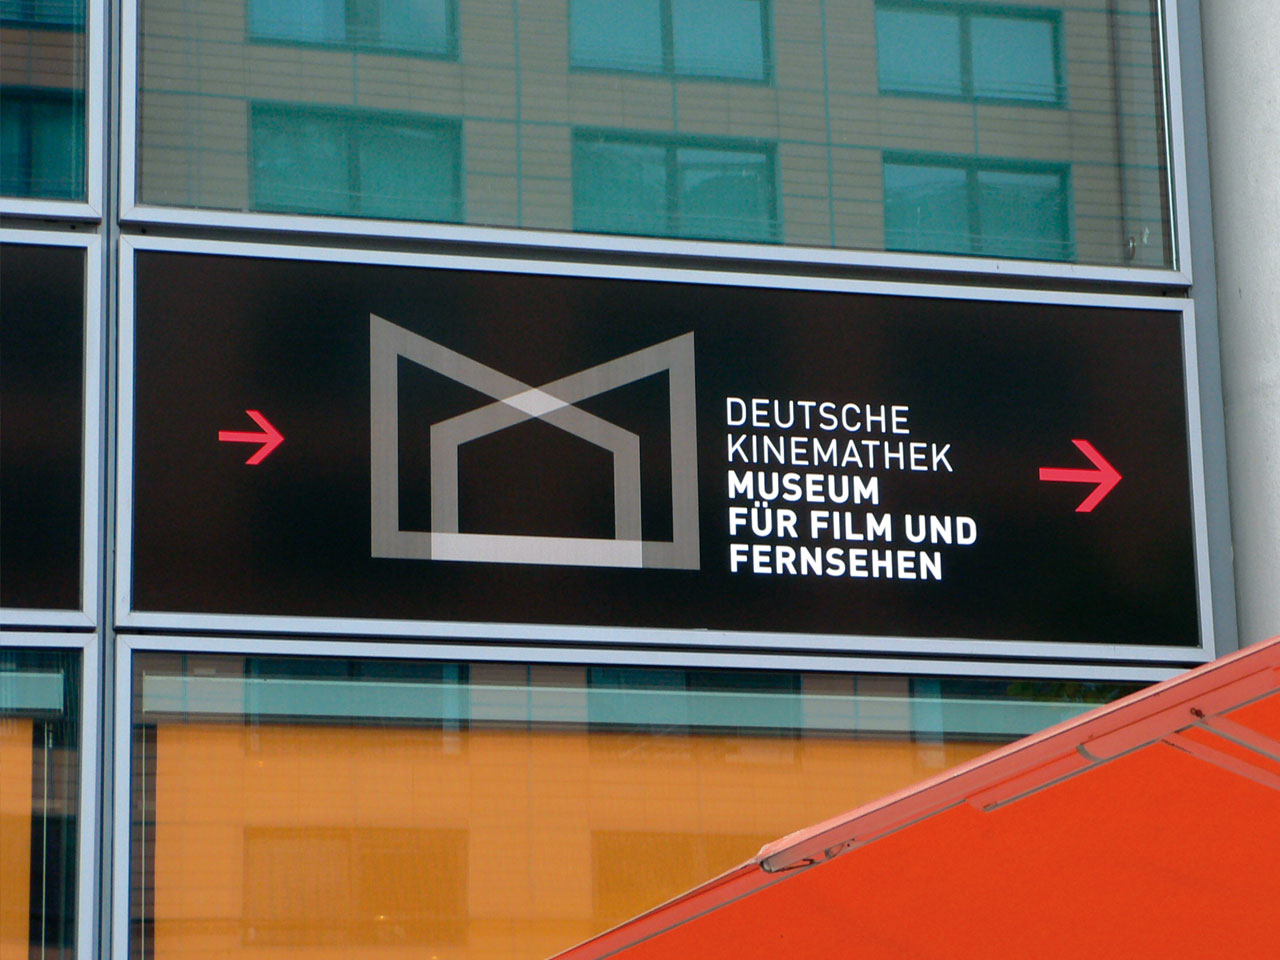 DEUTSCHE
KINEMATHEK
MUSEUM
FÜR FILM UND
FERNSEHEN